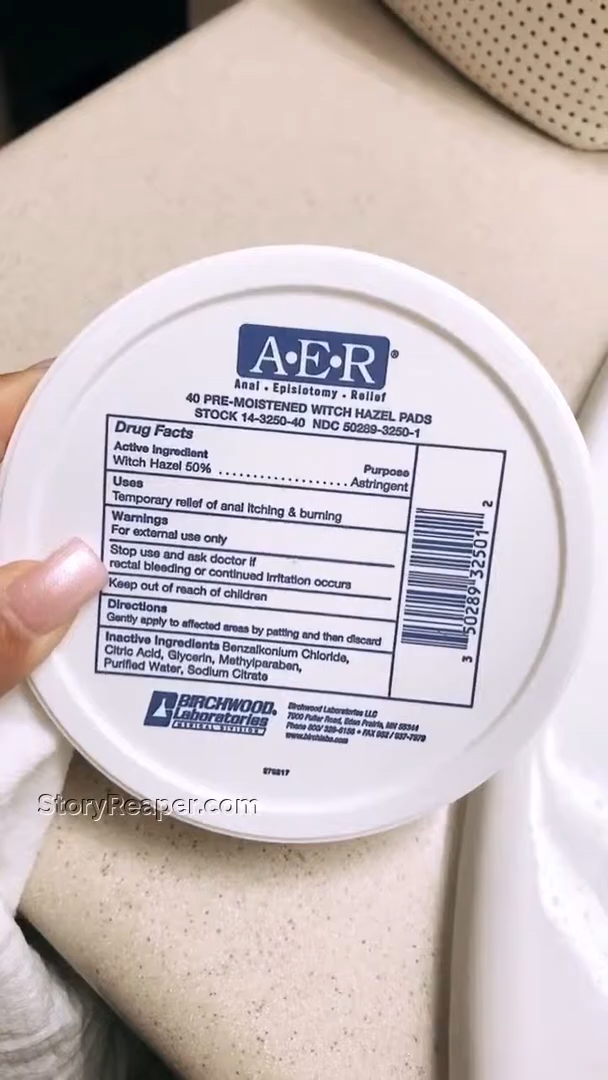 A·E·R®
Anal • Episiotomy • Relief
40 PRE-MOISTENED WITCH HAZEL PADS
STOCK 14-3250-40 NDC 50289-3250-1
Drug Facts
Active Ingredient Purpose
Witch Hazel 50% ........................ Astringent
Uses
Temporary relief of anal itching & burning
Warnings
For external use only
Stop use and ask doctor if
rectal bleeding or continued irritation occurs
Keep out of reach of children
Directions
Gently apply to affected areas by patting and then discard
Inactive Ingredients Benzalkonium Chloride,
Citric Acid, Glycerin, Methylparaben,
Purified Water, Sodium Citrate
3 50289 32501 2
BIRCHWOOD
Laboratories
MEDICAL DIVISION
Birchwood Laboratories LLC
7900 Fuller Road, Eden Prairie, MN 55344
www.birchlabs.com
StoryReaper.com